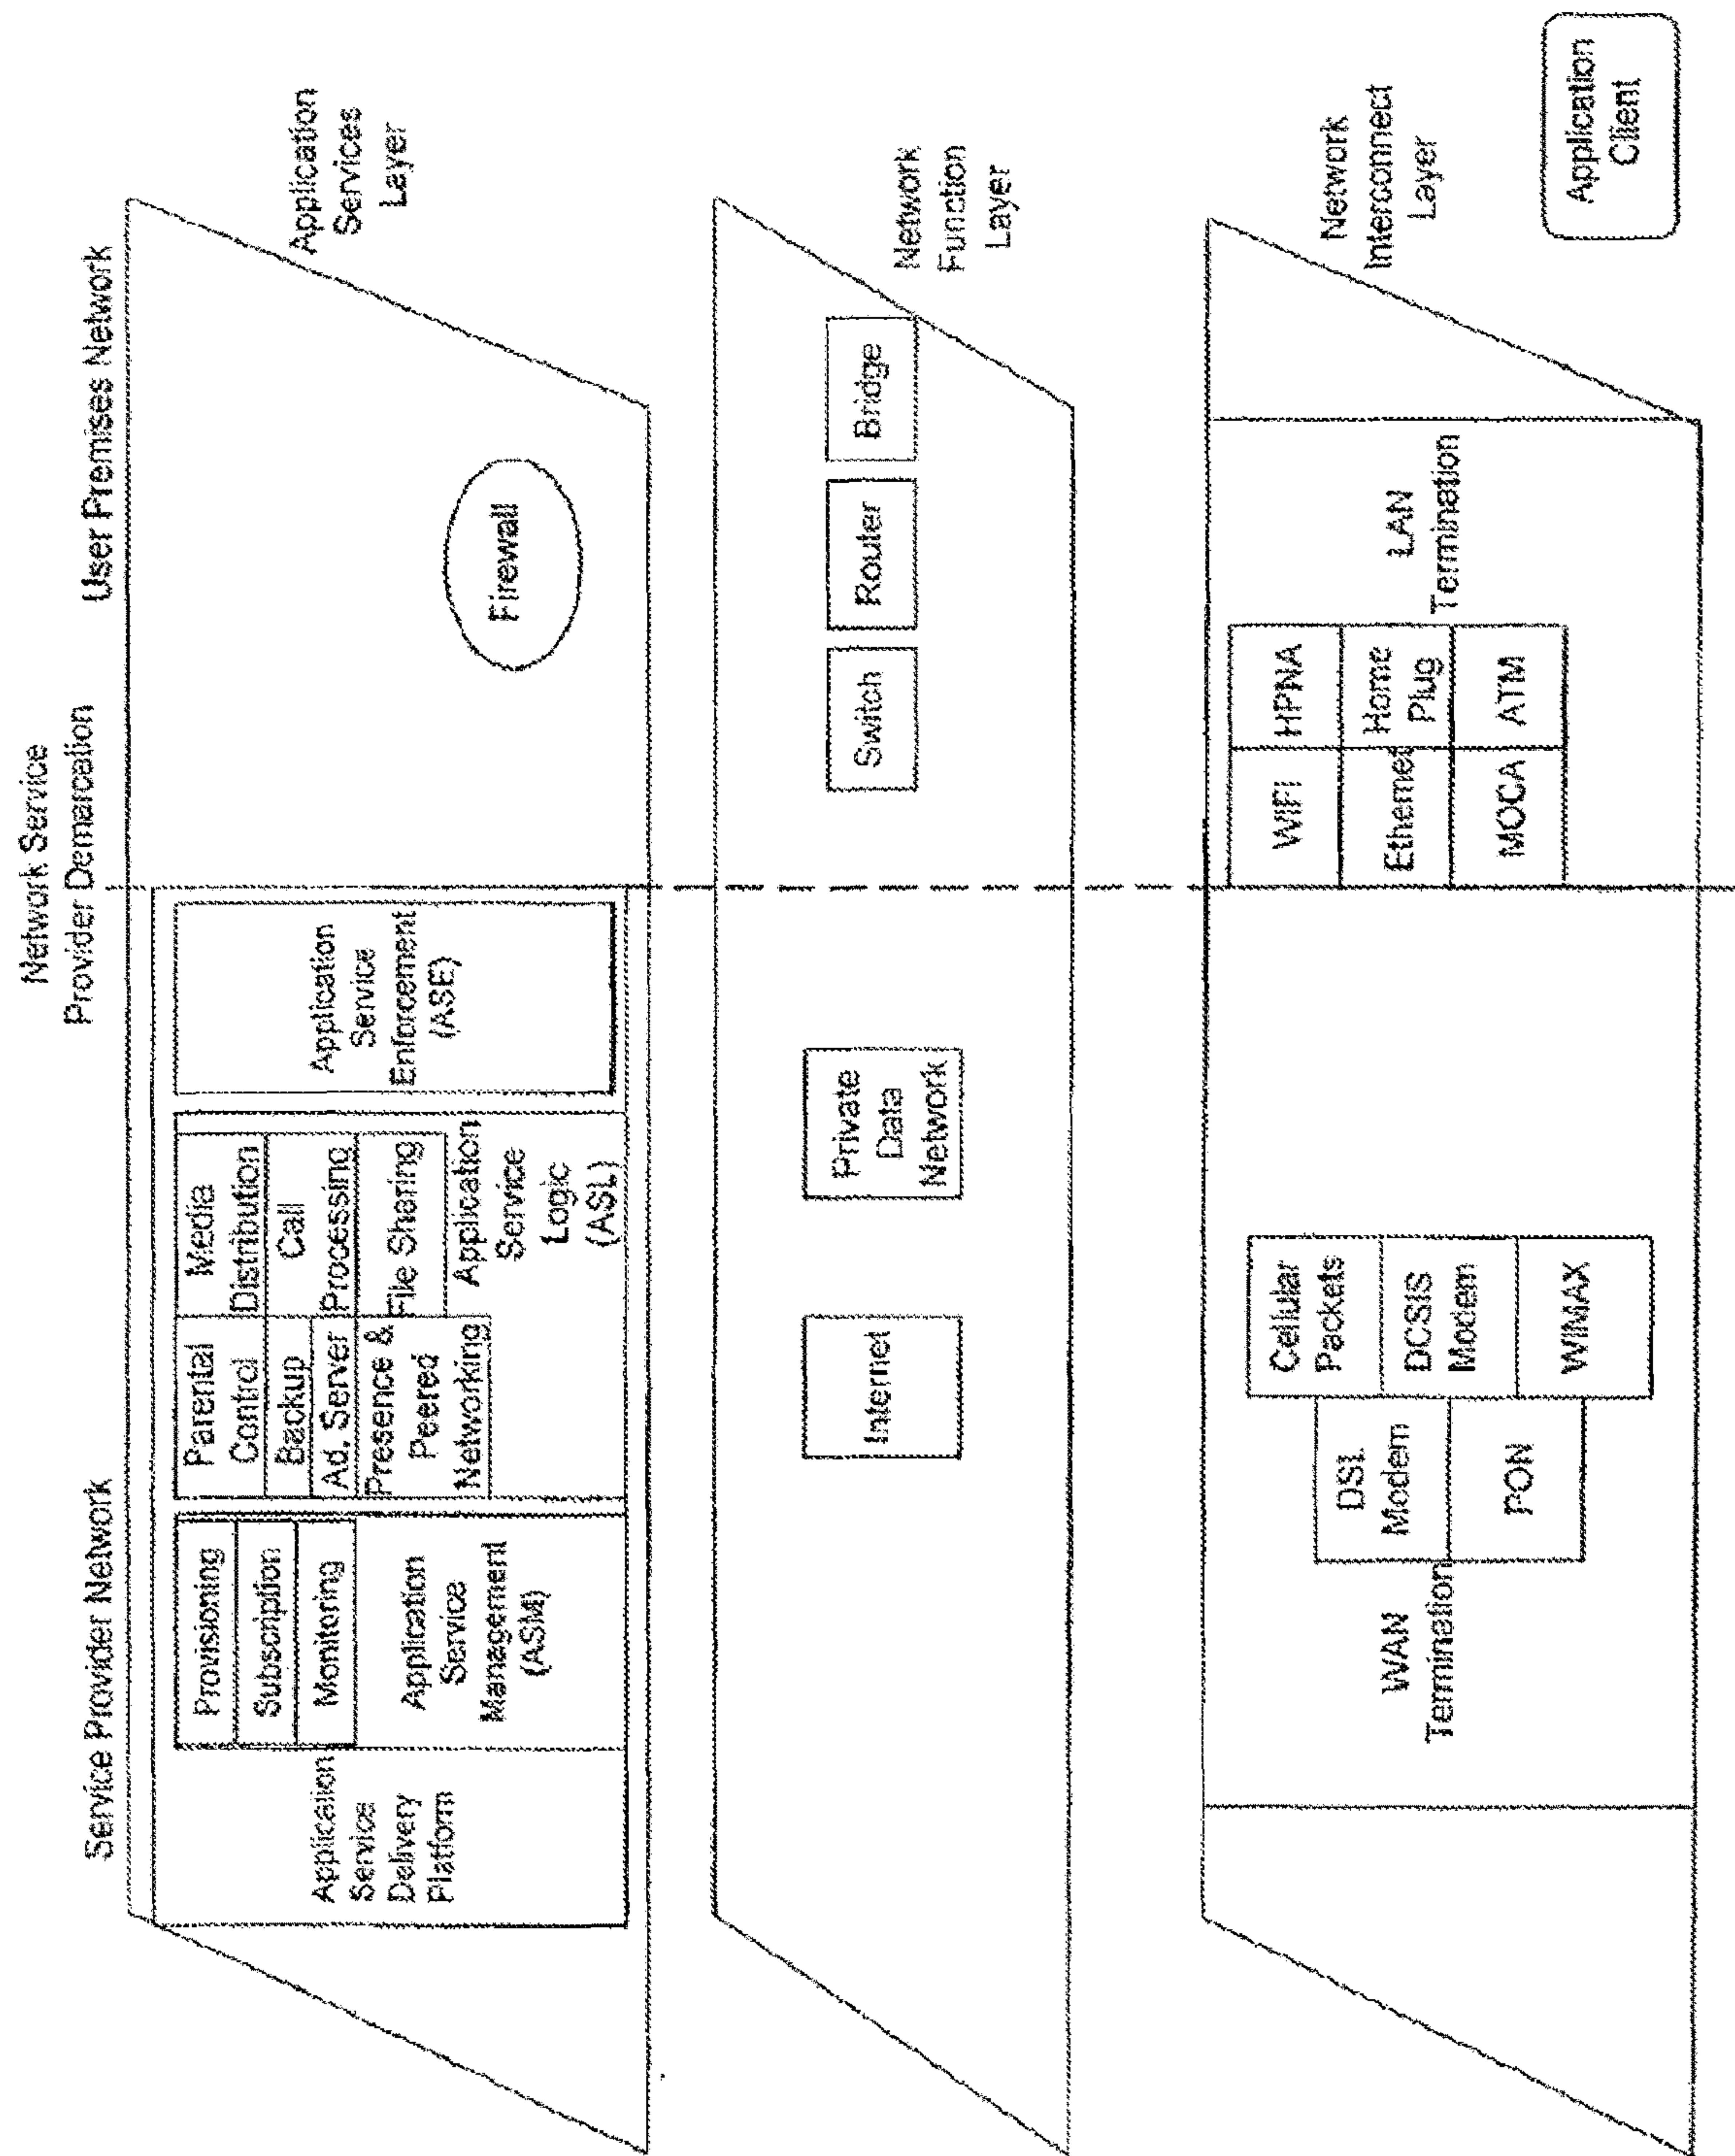 Network Service
Provider Demarcation
Service Provider Network
User Premises Network
Application
Service
Delivery
Platform
Provisioning
Subscription
Monitoring
Application
Service
Management
(ASM)
Parental
Control
Backup
Ad. Server
Presence &
Peered
Networking
Media
Distribution
Call
Processing
File Sharing
Application
Service
Logic
(ASL)
Application
Service
Enforcement
(ASE)
Firewall
Application
Services
Layer
Internet
Private
Data
Network
Switch
Router
Bridge
Network
Function
Layer
WAN
Termination
DSL
Modem
PON
Cellular
Packets
DCSIS
Modem
WIMAX
WIFI
HPNA
Ethernet
Home
Plug
MOCA
ATM
LAN
Termination
Network
Interconnect
Layer
Application
Client